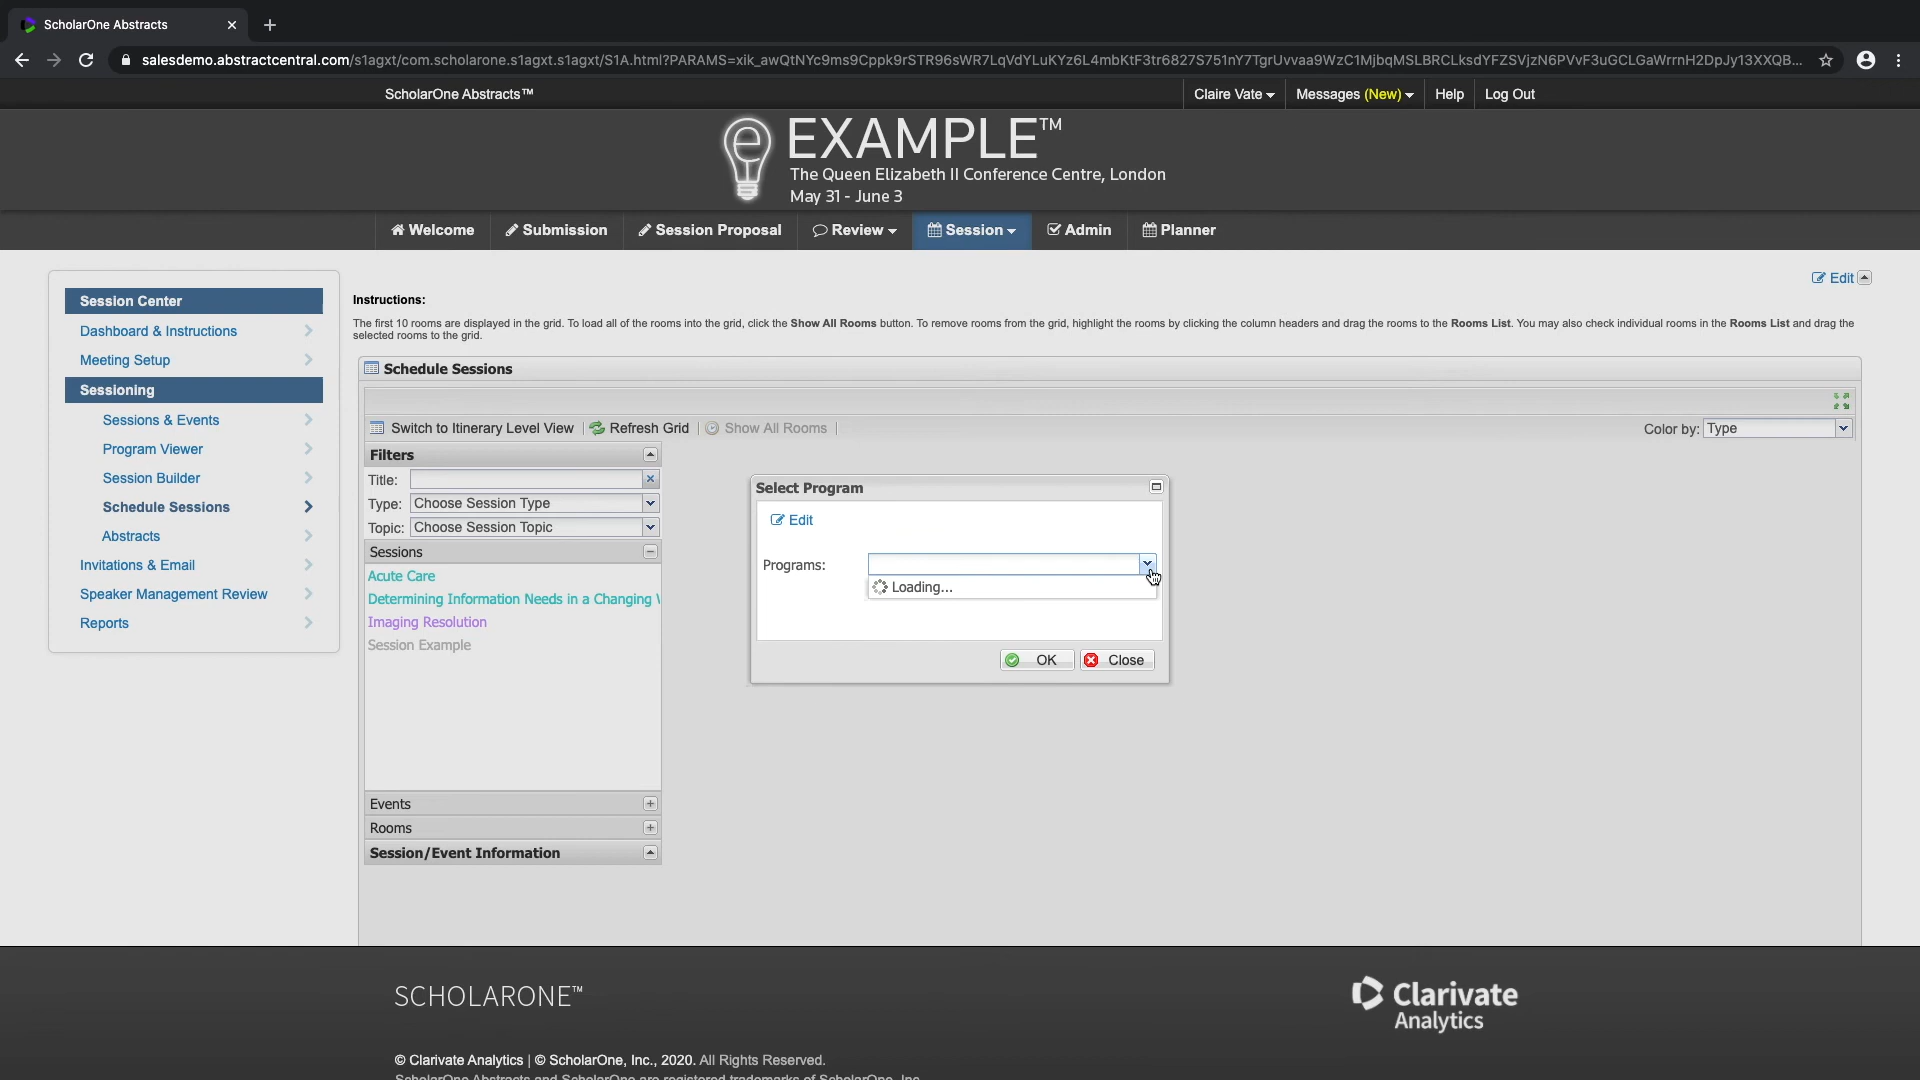 ScholarOne Abstracts
salesdemo.abstractcentral.com/s1agxt/com.scholarone.s1agxt.s1agxt/S1A.html?PARAMS=xik_awQtNYc9ms9Cppk9rSTR96sWR7LqVdYLuKYz6L4mbKtF3tr6827S751nY7TgrUvvaa9WzC1MjbqMSLBRCLksdYFZSVjzN6PVvF3uGCLGaWrrnH2DpJy13XXQB...
ScholarOne Abstracts™
Claire Vate Messages (New) Help Log Out
EXAMPLE™
The Queen Elizabeth II Conference Centre, London
May 31 - June 3
Welcome Submission Session Proposal Review Session Admin Planner
Edit
Session Center
Dashboard & Instructions
Meeting Setup
Sessioning
Sessions & Events
Program Viewer
Session Builder
Schedule Sessions
Abstracts
Invitations & Email
Speaker Management Review
Reports
Instructions:
The first 10 rooms are displayed in the grid. To load all of the rooms into the grid, click the Show All Rooms button. To remove rooms from the grid, highlight the rooms by clicking the column headers and drag the rooms to the Rooms List. You may also check individual rooms in the Rooms List and drag the
selected rooms to the grid.
Schedule Sessions
Switch to Itinerary Level View Refresh Grid Show All Rooms
Color by: Type
Filters
Title:
Type: Choose Session Type
Topic: Choose Session Topic
Sessions
Acute Care
Determining Information Needs in a Changing
Imaging Resolution
Session Example
Events
Rooms
Session/Event Information
Select Program
Edit
Programs:
Loading...
OK Close
SCHOLARONE™
Clarivate
Analytics
© Clarivate Analytics | © ScholarOne, Inc., 2020. All Rights Reserved.
ScholarOne Abstracts and ScholarOne are registered trademarks of ScholarOne, Inc.